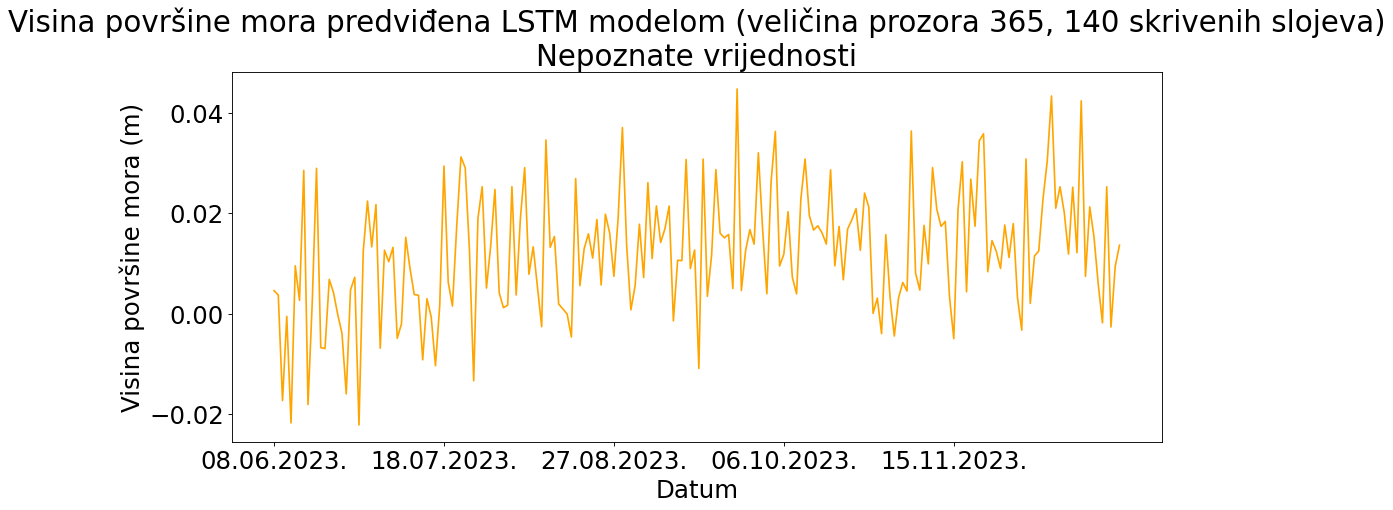 Visina površine mora predviđena LSTM modelom (veličina prozora 365, 140 skrivenih slojeva)
Nepoznate vrijednosti
Visina površine mora (m)
0.04
0.02
0.00
−0.02
08.06.2023. 18.07.2023. 27.08.2023. 06.10.2023. 15.11.2023.
Datum